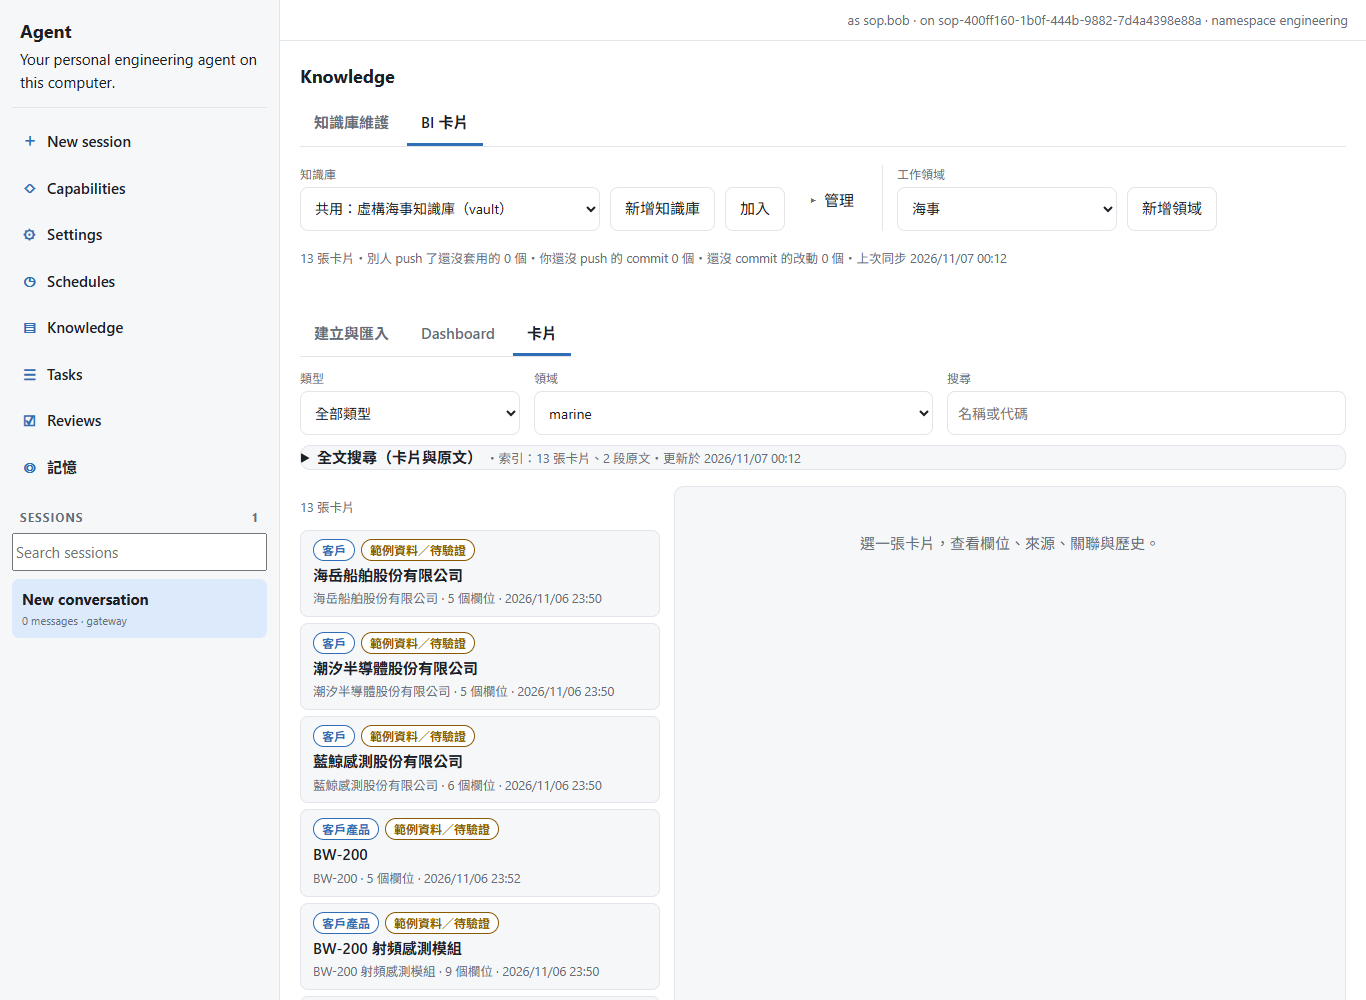 Agent
Your personal engineering agent on
this computer.
New session
Capabilities
Settings
Schedules
Knowledge
Tasks
Reviews
記憶
SESSIONS 1
Search sessions
New conversation
0 messages · gateway
as sop.bob · on sop-400ff160-1b0f-444b-9882-7d4a4398e88a · namespace engineering
Knowledge
知識庫維護 BI 卡片
知識庫 工作領域
共用：虛構海事知識庫（vault） 新增知識庫 加入 管理 海事 新增領域
13 張卡片・別人 push 了還沒套用的 0 個・你還沒 push 的 commit 0 個・還沒 commit 的改動 0 個・上次同步 2026/11/07 00:12
建立與匯入 Dashboard 卡片
類型 領域 搜尋
全部類型 marine 名稱或代碼
全文搜尋（卡片與原文）・索引：13 張卡片、2 段原文・更新於 2026/11/07 00:12
13 張卡片
客戶 範例資料／待驗證
海岳船舶股份有限公司
海岳船舶股份有限公司 · 5 個欄位 · 2026/11/06 23:50
客戶 範例資料／待驗證
潮汐半導體股份有限公司
潮汐半導體股份有限公司 · 5 個欄位 · 2026/11/06 23:50
客戶 範例資料／待驗證
藍鯨感測股份有限公司
藍鯨感測股份有限公司 · 6 個欄位 · 2026/11/06 23:50
客戶產品 範例資料／待驗證
BW-200
BW-200 · 5 個欄位 · 2026/11/06 23:52
客戶產品 範例資料／待驗證
BW-200 射頻感測模組
BW-200 射頻感測模組 · 9 個欄位 · 2026/11/06 23:50
選一張卡片，查看欄位、來源、關聯與歷史。